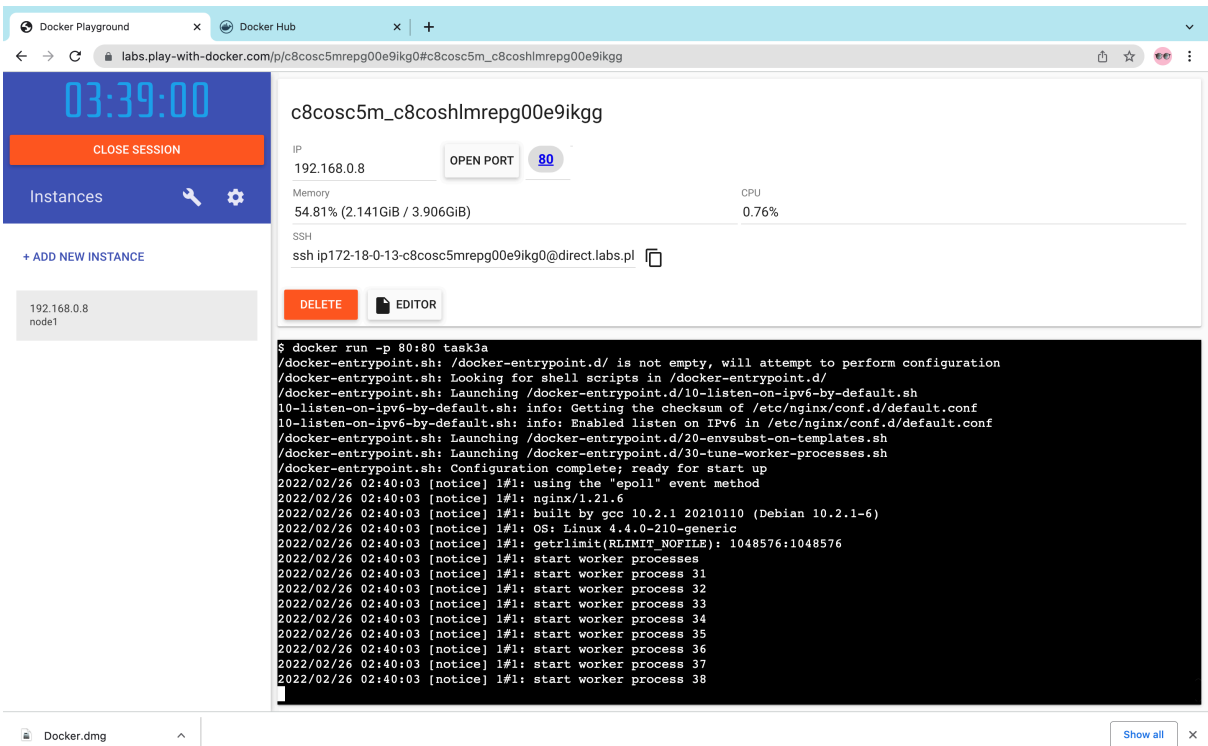 Docker Playground
Docker Hub
labs.play-with-docker.com/p/c8cosc5mrepg00e9ikg0#c8cosc5m_c8coshlmrepg00e9ikgg
03:39:00
CLOSE SESSION
Instances
+ ADD NEW INSTANCE
192.168.0.8
node1
c8cosc5m_c8coshlmrepg00e9ikgg
IP
192.168.0.8
OPEN PORT
80
Memory
54.81% (2.141GiB / 3.906GiB)
CPU
0.76%
SSH
ssh ip172-18-0-13-c8cosc5mrepg00e9ikg0@direct.labs.pl
DELETE
EDITOR
$ docker run -p 80:80 task3a
/docker-entrypoint.sh: /docker-entrypoint.d/ is not empty, will attempt to perform configuration
/docker-entrypoint.sh: Looking for shell scripts in /docker-entrypoint.d/
/docker-entrypoint.sh: Launching /docker-entrypoint.d/10-listen-on-ipv6-by-default.sh
10-listen-on-ipv6-by-default.sh: info: Getting the checksum of /etc/nginx/conf.d/default.conf
10-listen-on-ipv6-by-default.sh: info: Enabled listen on IPv6 in /etc/nginx/conf.d/default.conf
/docker-entrypoint.sh: Launching /docker-entrypoint.d/20-envsubst-on-templates.sh
/docker-entrypoint.sh: Launching /docker-entrypoint.d/30-tune-worker-processes.sh
/docker-entrypoint.sh: Configuration complete; ready for start up
2022/02/26 02:40:03 [notice] 1#1: using the "epoll" event method
2022/02/26 02:40:03 [notice] 1#1: nginx/1.21.6
2022/02/26 02:40:03 [notice] 1#1: built by gcc 10.2.1 20210110 (Debian 10.2.1-6)
2022/02/26 02:40:03 [notice] 1#1: OS: Linux 4.4.0-210-generic
2022/02/26 02:40:03 [notice] 1#1: getrlimit(RLIMIT_NOFILE): 1048576:1048576
2022/02/26 02:40:03 [notice] 1#1: start worker processes
2022/02/26 02:40:03 [notice] 1#1: start worker process 31
2022/02/26 02:40:03 [notice] 1#1: start worker process 32
2022/02/26 02:40:03 [notice] 1#1: start worker process 33
2022/02/26 02:40:03 [notice] 1#1: start worker process 34
2022/02/26 02:40:03 [notice] 1#1: start worker process 35
2022/02/26 02:40:03 [notice] 1#1: start worker process 36
2022/02/26 02:40:03 [notice] 1#1: start worker process 37
2022/02/26 02:40:03 [notice] 1#1: start worker process 38
Docker.dmg
Show all